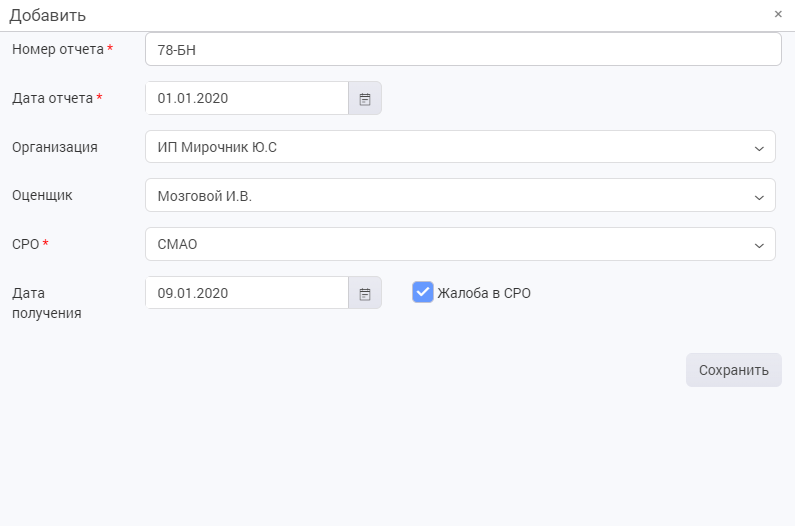 Добавить ×
Номер отчета * 78-БН
Дата отчета * 01.01.2020
Организация ИП Мирочник Ю.С
Оценщик Мозговой И.В.
СРО * СМАО
Дата 09.01.2020 Жалоба в СРО
получения
Сохранить